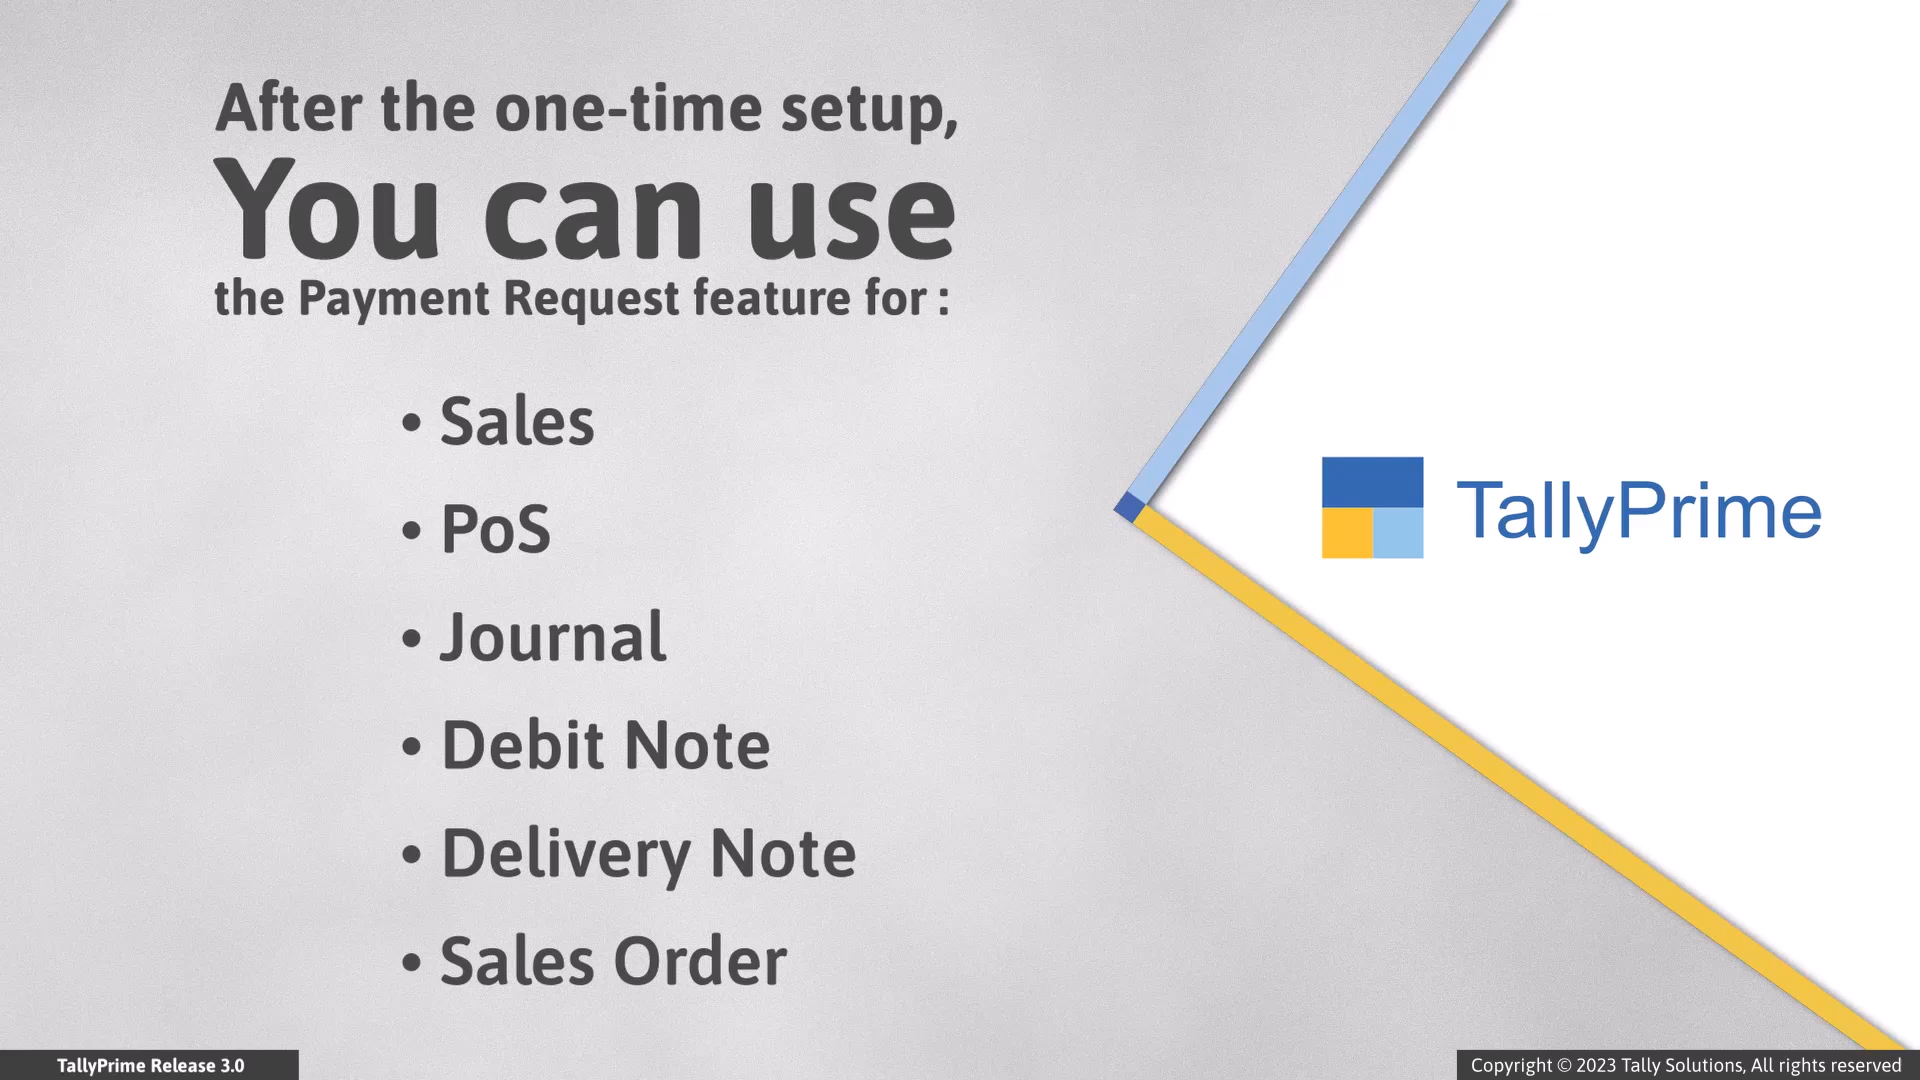 After the one-time setup,
You can use
the Payment Request feature for :
• Sales
• PoS
• Journal
• Debit Note
• Delivery Note
• Sales Order
TallyPrime
TallyPrime Release 3.0
Copyright © 2023 Tally Solutions, All rights reserved